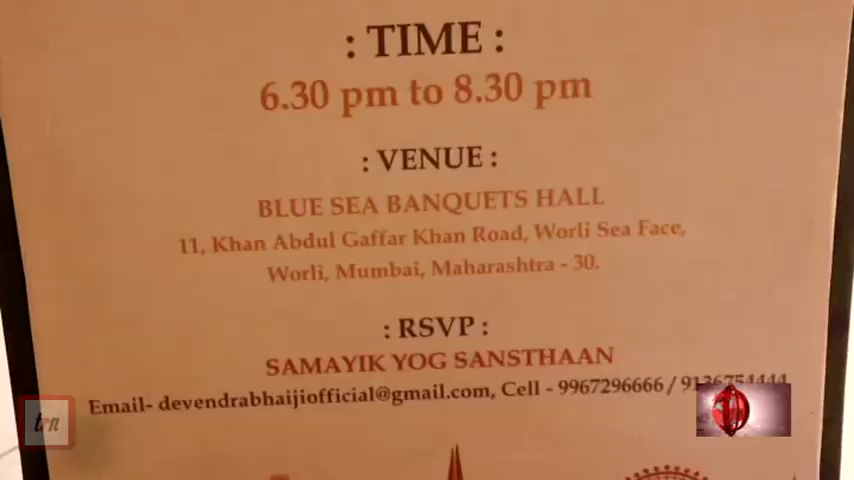 : TIME :
6.30 pm to 8.30 pm
: VENUE :
BLUE SEA BANQUETS HALL
11, Khan Abdul Gaffar Khan Road, Worli Sea Face,
Worli, Mumbai, Maharashtra - 30.
: RSVP :
SAMAYIK YOG SANSTHAAN
Email- devendrabhaijiofficial@gmail.com, Cell - 9967296666 /
trn